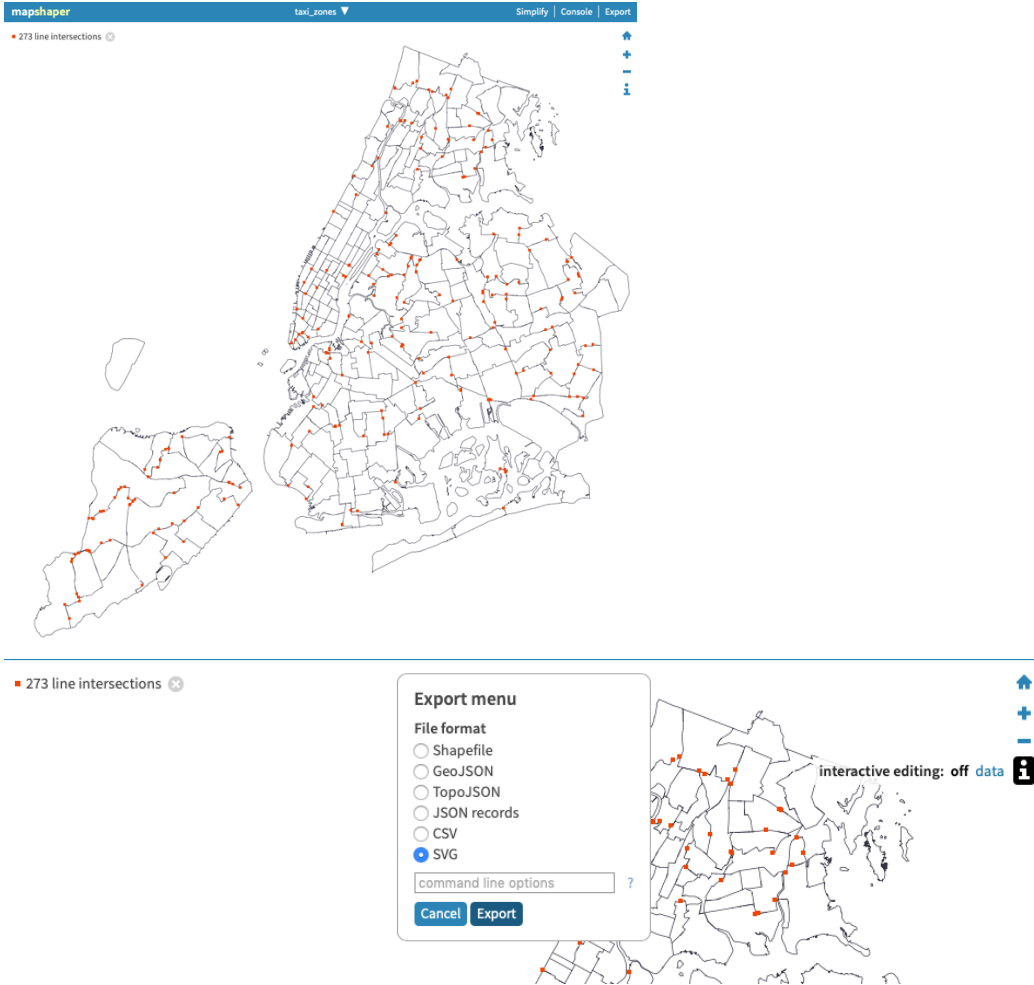 mapshaper taxi_zones ▼ Simplify | Console | Export
273 line intersections
273 line intersections
Export menu
File format
Shapefile
GeoJSON
interactive editing: off data
TopoJSON
JSON records
CSV
SVG
command line options ?
Cancel Export